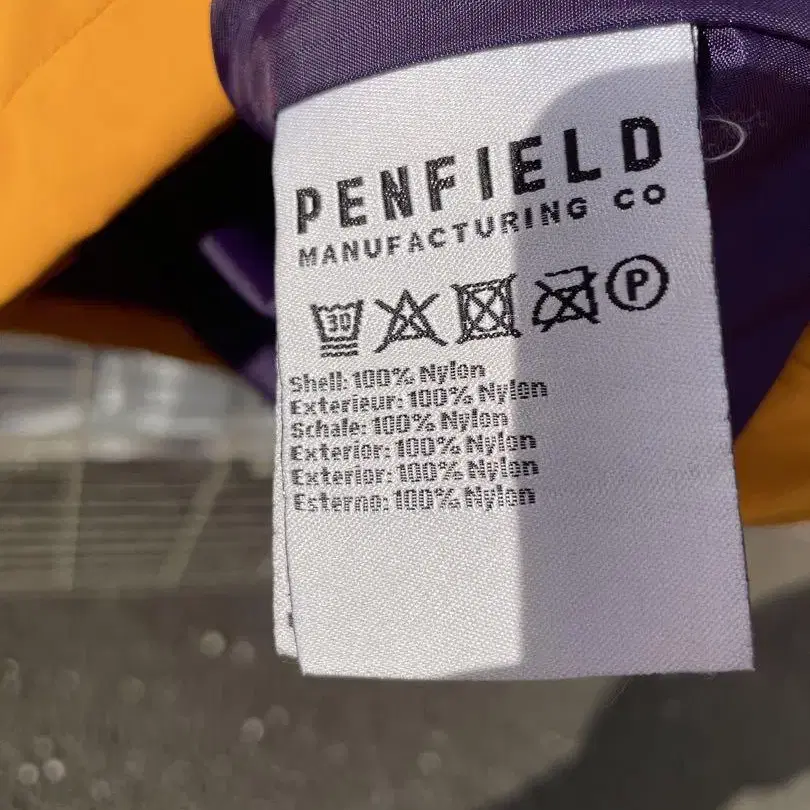 PENFIELD
MANUFACTURING CO
30 P
Shell: 100% Nylon
Exterieur: 100% Nylon
Schale: 100% Nylon
Exterior: 100% Nylon
Exterior: 100% Nylon
Esterno: 100% Nylon